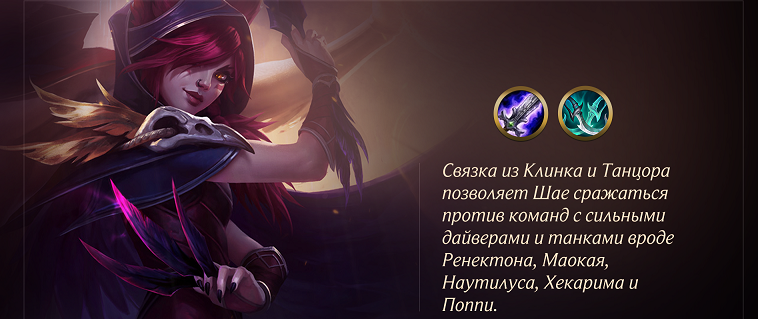 Связка из Клинка и Танцора
позволяет Шае сражаться
против команд с сильными
дайверами и танками вроде
Ренектона, Маокая,
Наутилуса, Хекарима и
Поппи.